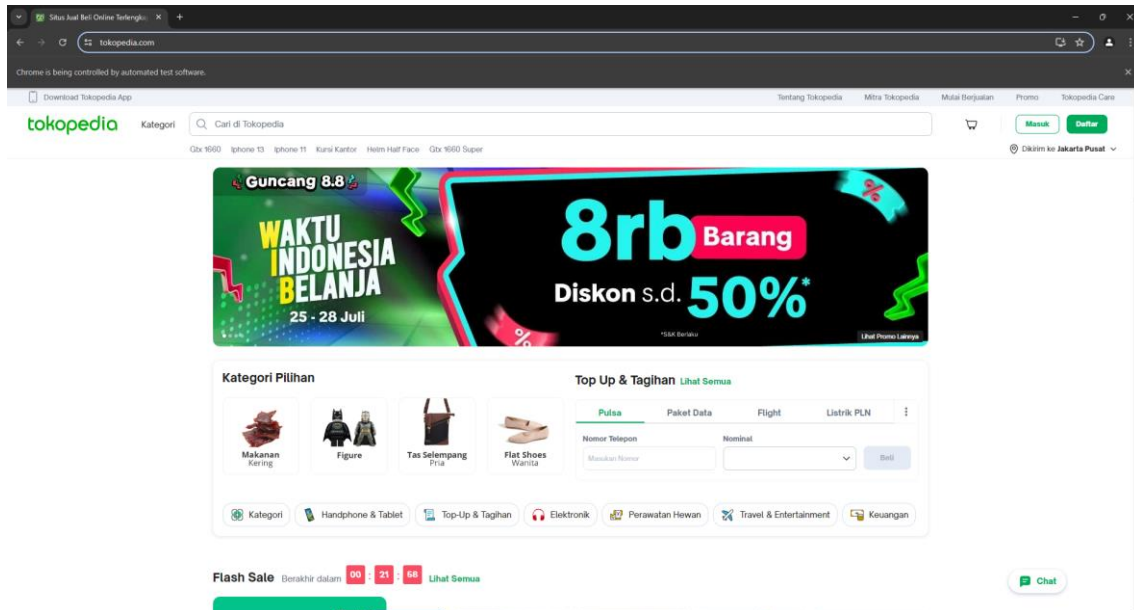 Situs Jual Beli Online Terlengka
tokopedia.com
Chrome is being controlled by automated test software.
Download Tokopedia App
Tentang Tokopedia Mitra Tokopedia Mulai Berjualan Promo Tokopedia Care
tokopedia Kategori Cari di Tokopedia Masuk Daftar
Gtx 1660 Iphone 13 Iphone 11 Kursi Kantor Helm Half Face Gtx 1660 Super Dikirim ke Jakarta Pusat
Guncang 8.8
WAKTU
INDONESIA
BELANJA
25 - 28 Juli
8rb Barang
Diskon s.d. 50%*
*S&K Berlaku
Lihat Promo Lainnya
Kategori Pilihan
Makanan
Kering
Figure
Tas Selempang
Pria
Flat Shoes
Wanita
Top Up & Tagihan Lihat Semua
Pulsa Paket Data Flight Listrik PLN
Nomor Telepon Nominal
Masukan Nomor Beli
Kategori Handphone & Tablet Top-Up & Tagihan Elektronik Perawatan Hewan Travel & Entertainment Keuangan
Flash Sale Berakhir dalam 00 : 21 : 58 Lihat Semua
Chat